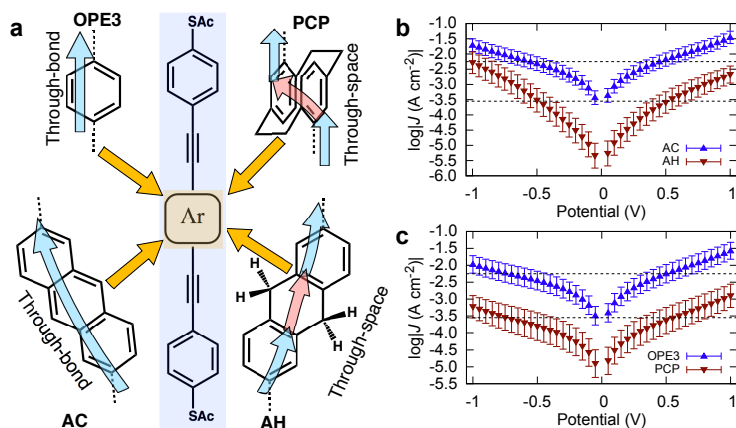 a
OPE3
Through-bond
SAc
PCP
Through-space
Λr
Through-bond
AC
H
H
H
H
Through-space
AH
SAc
b
log|J (A cm-2)|
-1.0
-1.5
-2.0
-2.5
-3.0
-3.5
-4.0
-4.5
-5.0
-5.5
-6.0
AC
AH
-1 -0.5 0 0.5 1
Potential (V)
c
log|J (A cm-2)|
-1.0
-1.5
-2.0
-2.5
-3.0
-3.5
-4.0
-4.5
-5.0
-5.5
OPE3
PCP
-1 -0.5 0 0.5 1
Potential (V)